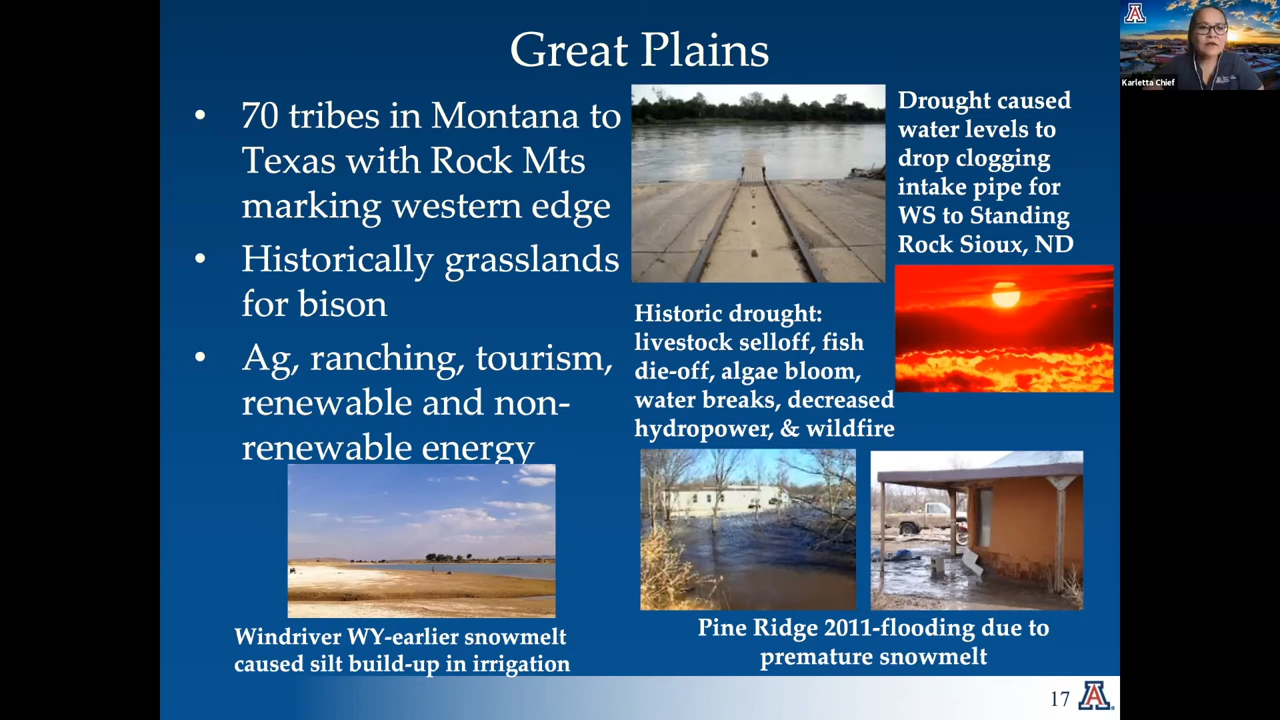 Great Plains
• 70 tribes in Montana to
Texas with Rock Mts
marking western edge
• Historically grasslands
for bison
• Ag, ranching, tourism,
renewable and non-
renewable energy
Drought caused
water levels to
drop clogging
intake pipe for
WS to Standing
Rock Sioux, ND
Historic drought:
livestock selloff, fish
die-off, algae bloom,
water breaks, decreased
hydropower, & wildfire
Windriver WY-earlier snowmelt
caused silt build-up in irrigation
Pine Ridge 2011-flooding due to
premature snowmelt
17
A
A
Karletta Chief